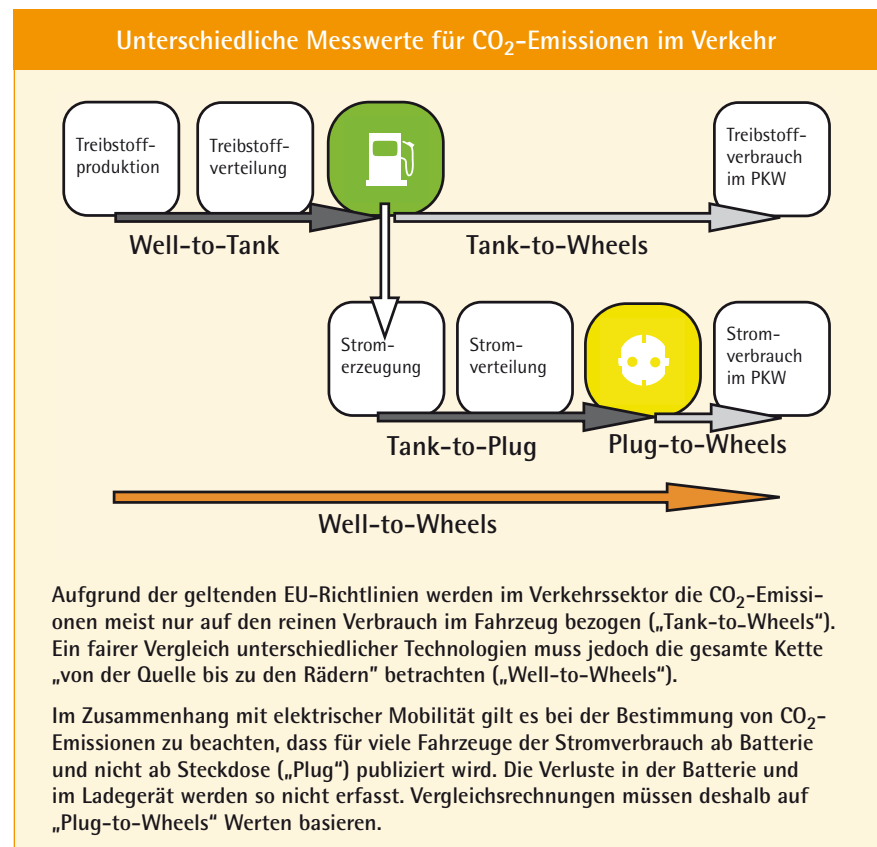 Unterschiedliche Messwerte für CO₂-Emissionen im Verkehr
Treibstoff-
produktion
Treibstoff-
verteilung
Treibstoff-
verbrauch
im PKW
Well-to-Tank
Tank-to-Wheels
Strom-
erzeugung
Strom-
verteilung
Strom-
verbrauch
im PKW
Tank-to-Plug
Plug-to-Wheels
Well-to-Wheels
Aufgrund der geltenden EU-Richtlinien werden im Verkehrssektor die CO₂-Emissi-
onen meist nur auf den reinen Verbrauch im Fahrzeug bezogen („Tank-to-Wheels“).
Ein fairer Vergleich unterschiedlicher Technologien muss jedoch die gesamte Kette
„von der Quelle bis zu den Rädern” betrachten („Well-to-Wheels“).
Im Zusammenhang mit elektrischer Mobilität gilt es bei der Bestimmung von CO₂-
Emissionen zu beachten, dass für viele Fahrzeuge der Stromverbrauch ab Batterie
und nicht ab Steckdose („Plug“) publiziert wird. Die Verluste in der Batterie und
im Ladegerät werden so nicht erfasst. Vergleichsrechnungen müssen deshalb auf
„Plug-to-Wheels“ Werten basieren.